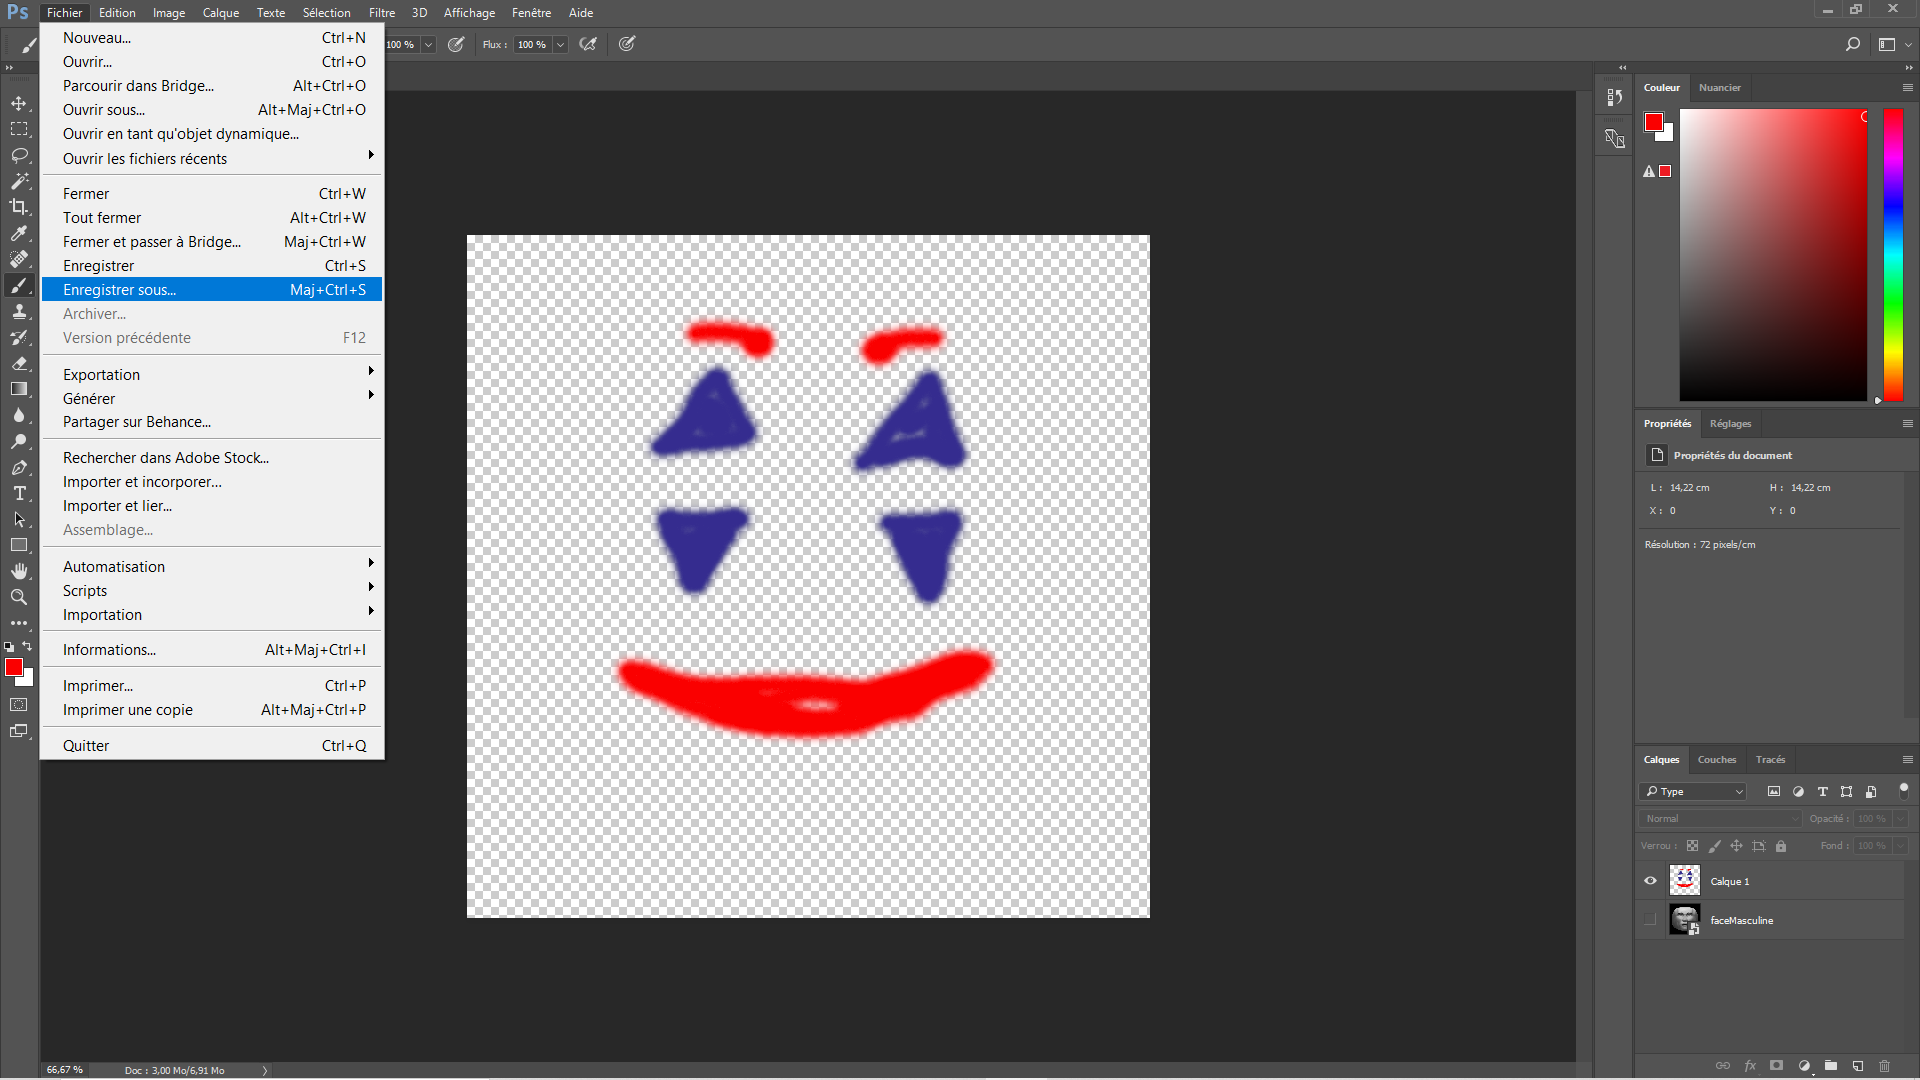 Ps Fichier Edition Image Calque Texte Sélection Filtre 3D Affichage Fenêtre Aide
100 % Flux : 100 %
Nouveau... Ctrl+N
Ouvrir... Ctrl+O
Parcourir dans Bridge... Alt+Ctrl+O
Ouvrir sous... Alt+Maj+Ctrl+O
Ouvrir en tant qu'objet dynamique...
Ouvrir les fichiers récents
Fermer Ctrl+W
Tout fermer Alt+Ctrl+W
Fermer et passer à Bridge... Maj+Ctrl+W
Enregistrer Ctrl+S
Enregistrer sous... Maj+Ctrl+S
Archiver...
Version précédente F12
Exportation
Générer
Partager sur Behance...
Rechercher dans Adobe Stock...
Importer et incorporer...
Importer et lier...
Assemblage...
Automatisation
Scripts
Importation
Informations... Alt+Maj+Ctrl+I
Imprimer... Ctrl+P
Imprimer une copie Alt+Maj+Ctrl+P
Quitter Ctrl+Q
Couleur Nuancier
Propriétés Réglages
Propriétés du document
L : 14,22 cm H : 14,22 cm
X : 0 Y : 0
Résolution : 72 pixels/cm
Calques Couches Tracés
Type
Normal Opacité : 100 %
Verrou : Fond : 100 %
Calque 1
faceMasculine
66,67 % Doc : 3,00 Mo/6,91 Mo